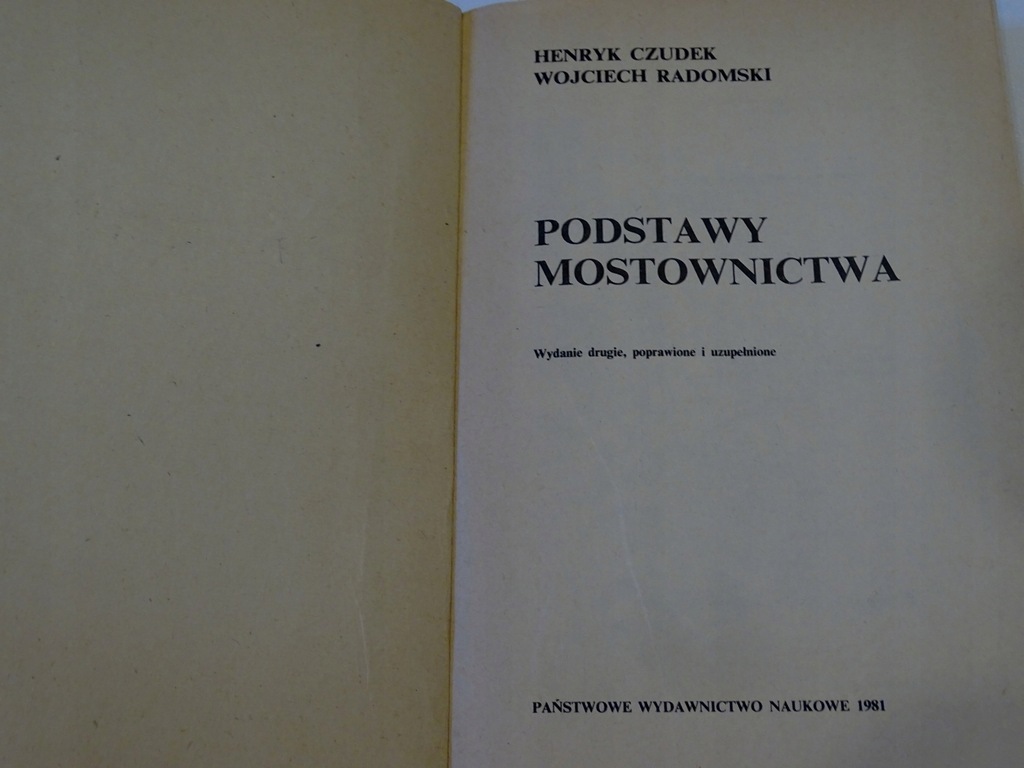 HENRYK CZUDEK
WOJCIECH RADOMSKI
PODSTAWY
MOSTOWNICTWA
Wydanie drugie, poprawione i uzupełnione
PAŃSTWOWE WYDAWNICTWO NAUKOWE 1981